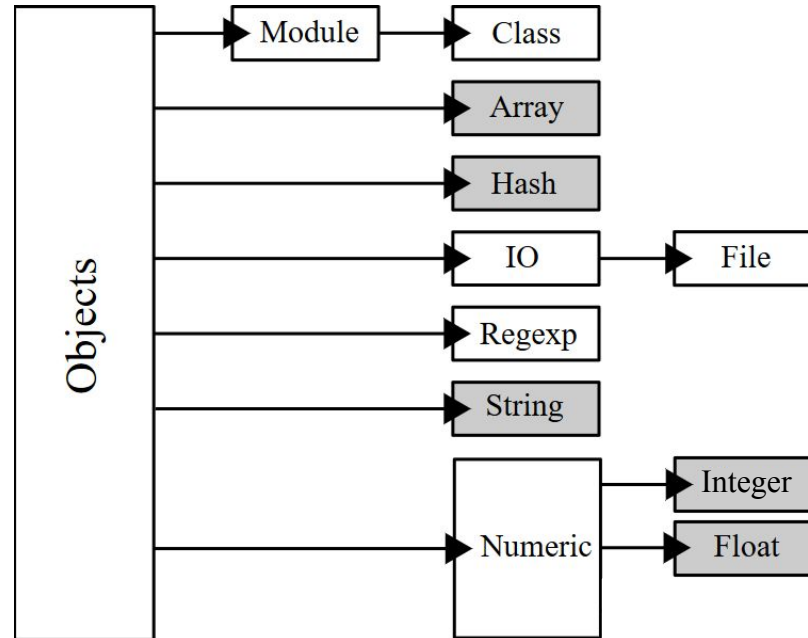 Objects
Module
Class
Array
Hash
IO
File
Regexp
String
Numeric
Integer
Float